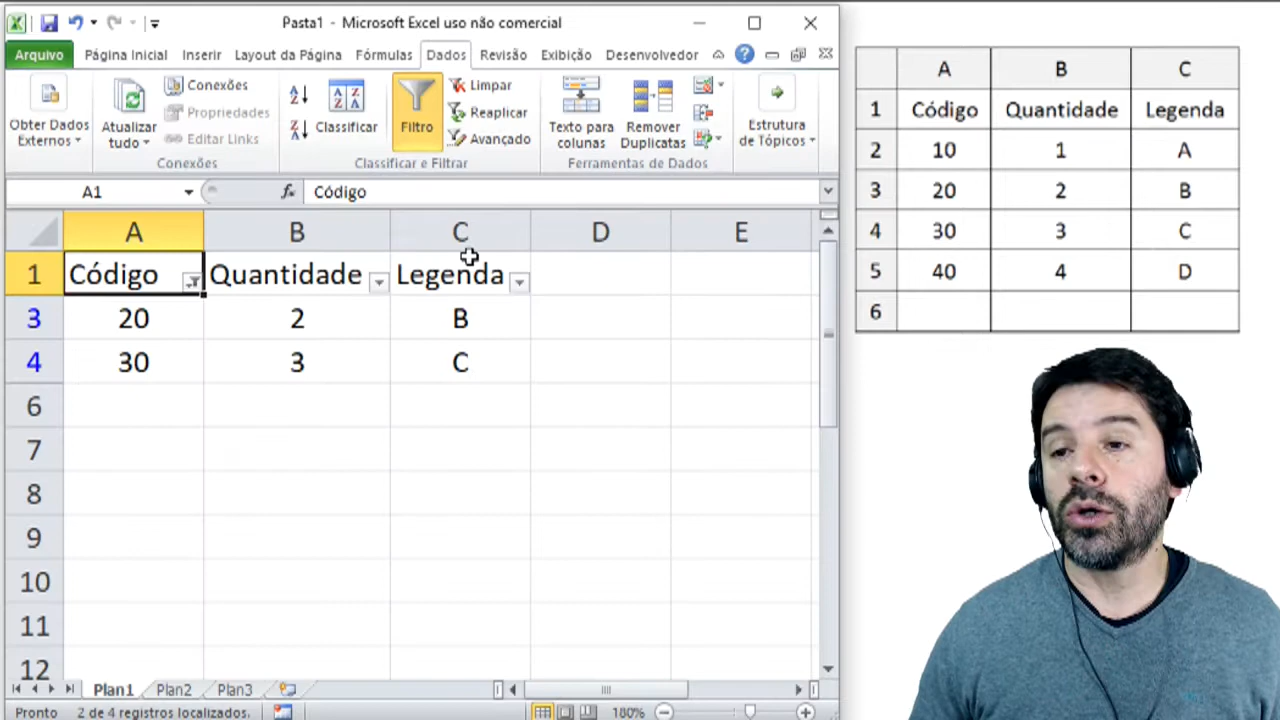 Pasta1 - Microsoft Excel uso não comercial
Arquivo Página Inicial Inserir Layout da Página Fórmulas Dados Revisão Exibição Desenvolvedor
Obter Dados Externos
Atualizar tudo
Conexões
Propriedades
Editar Links
Conexões
Classificar
Filtro
Limpar
Reaplicar
Avançado
Classificar e Filtrar
Texto para colunas
Remover Duplicatas
Ferramentas de Dados
Estrutura de Tópicos
A1 fx Código
A B C D E
1 Código Quantidade Legenda
3 20 2 B
4 30 3 C
6
7
8
9
10
11
12
Plan1 Plan2 Plan3
Pronto 2 de 4 registros localizados. 180%
A B C
1 Código Quantidade Legenda
2 10 1 A
3 20 2 B
4 30 3 C
5 40 4 D
6